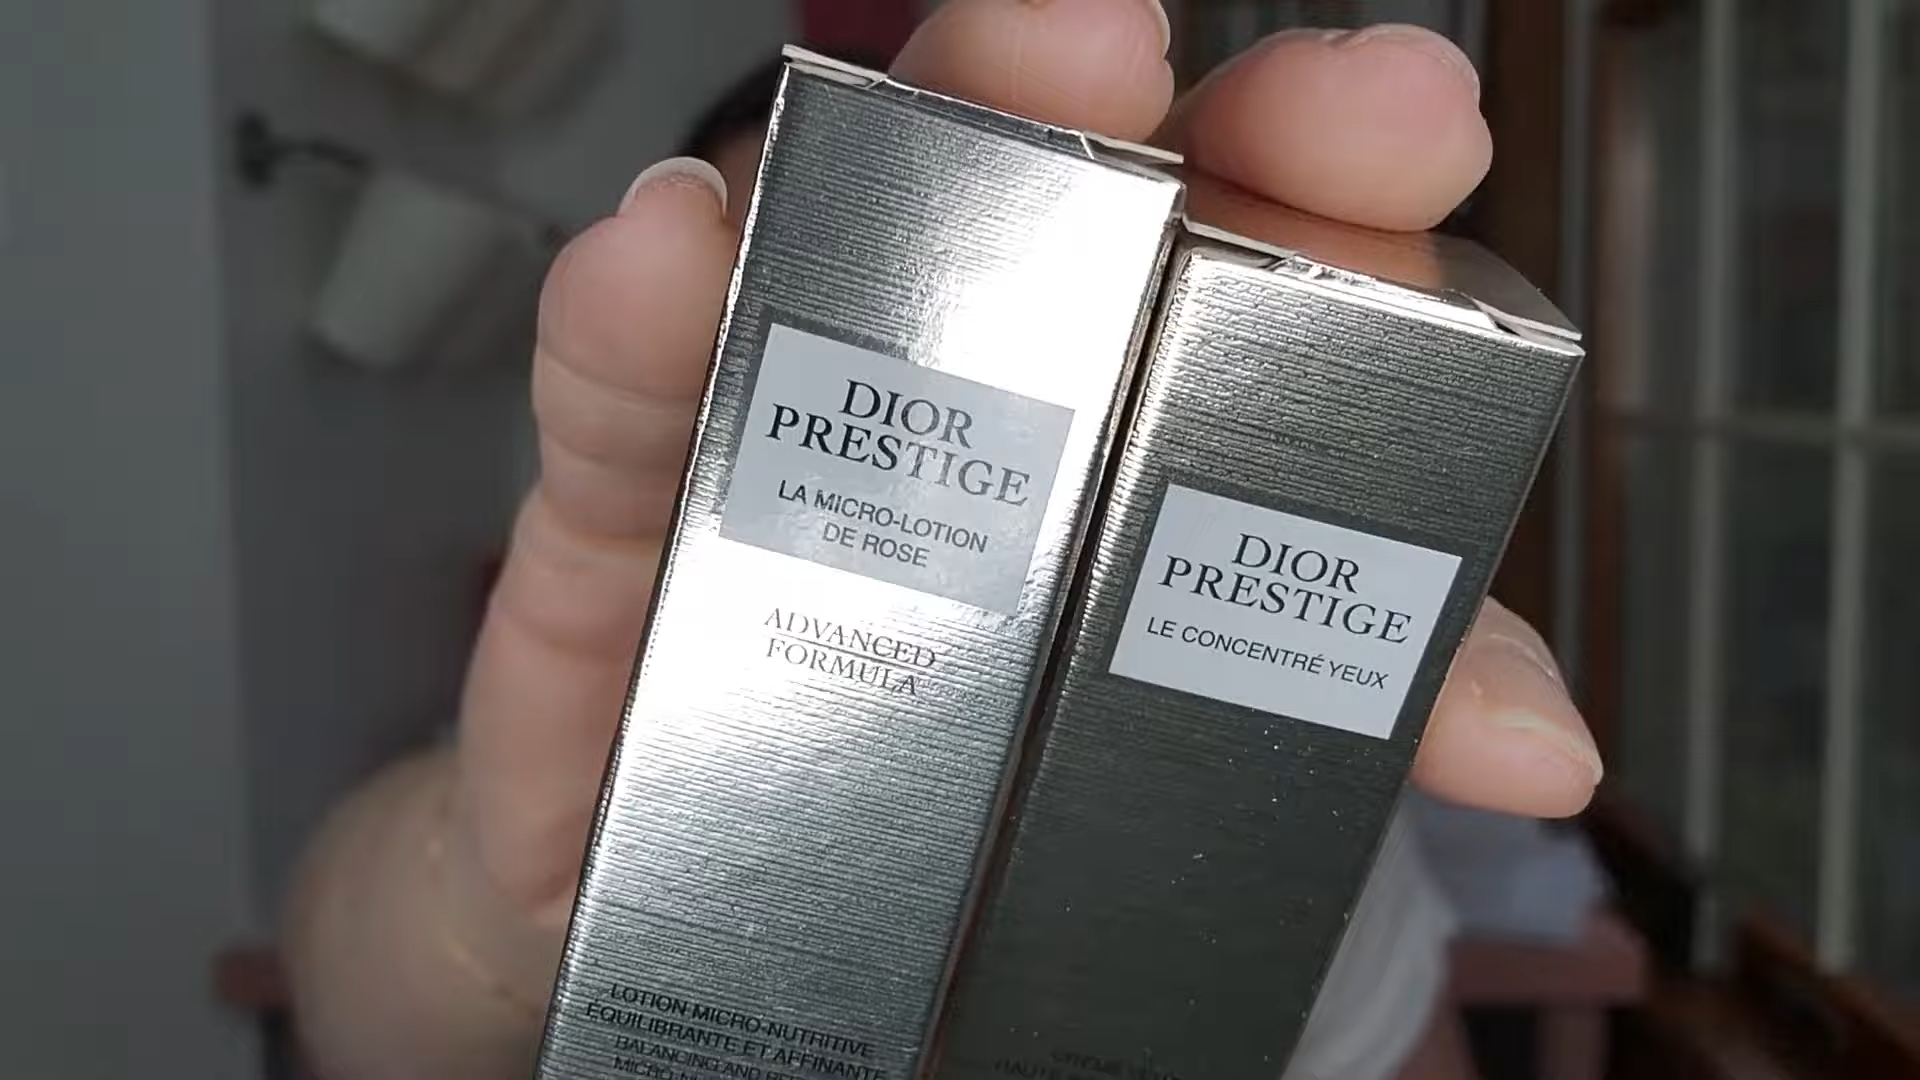 DIOR
PRESTIGE
LA MICRO-LOTION
DE ROSE
ADVANCED
FORMULA
LOTION MICRO-NUTRITIVE
ÉQUILIBRANTE ET AFFINANTE
BALANCING AND
DIOR
PRESTIGE
LE CONCENTRÉ YEUX